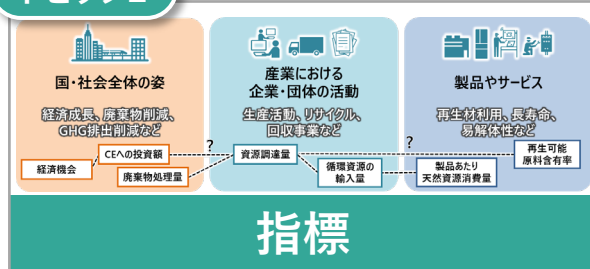 国・社会全体の姿
経済成長、廃棄物削減、
GHG排出削減など
経済機会
CEへの投資額
廃棄物処理量
?
産業における
企業・団体の活動
生産活動、リサイクル、
回収事業など
資源調達量
循環資源の
輸入量
?
製品やサービス
再生材利用、長寿命、
易解体性など
製品あたり
天然資源消費量
再生可能
原料含有率
指標